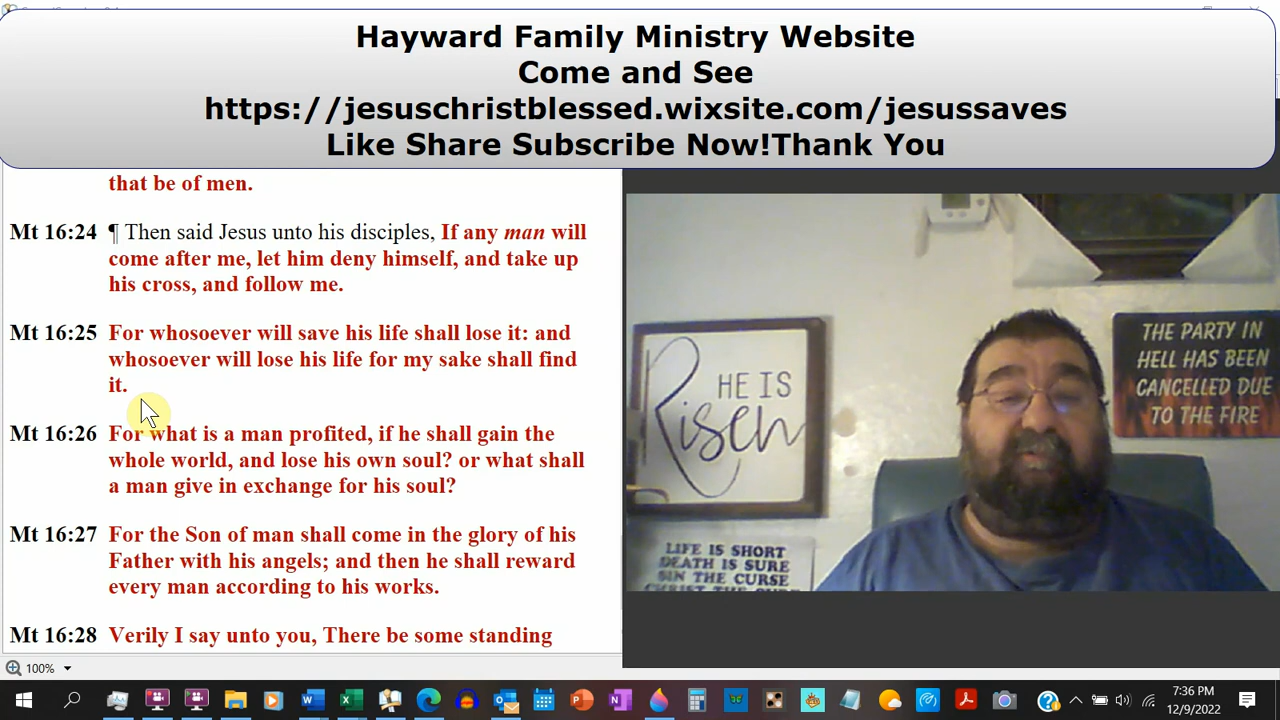 Hayward Family Ministry Website
Come and See
https://jesuschristblessed.wixsite.com/jesussaves
Like Share Subscribe Now!Thank You
that be of men.
Mt 16:24 ¶ Then said Jesus unto his disciples, If any man will
come after me, let him deny himself, and take up
his cross, and follow me.
Mt 16:25 For whosoever will save his life shall lose it: and
whosoever will lose his life for my sake shall find
it.
Mt 16:26 For what is a man profited, if he shall gain the
whole world, and lose his own soul? or what shall
a man give in exchange for his soul?
Mt 16:27 For the Son of man shall come in the glory of his
Father with his angels; and then he shall reward
every man according to his works.
Mt 16:28 Verily I say unto you, There be some standing
HE IS
Risen
THE PARTY IN
HELL HAS BEEN
CANCELLED DUE
TO THE FIRE
LIFE IS SHORT
DEATH IS SURE
SIN THE CURSE
CHRIST THE CURE
100%
7:36 PM
12/9/2022